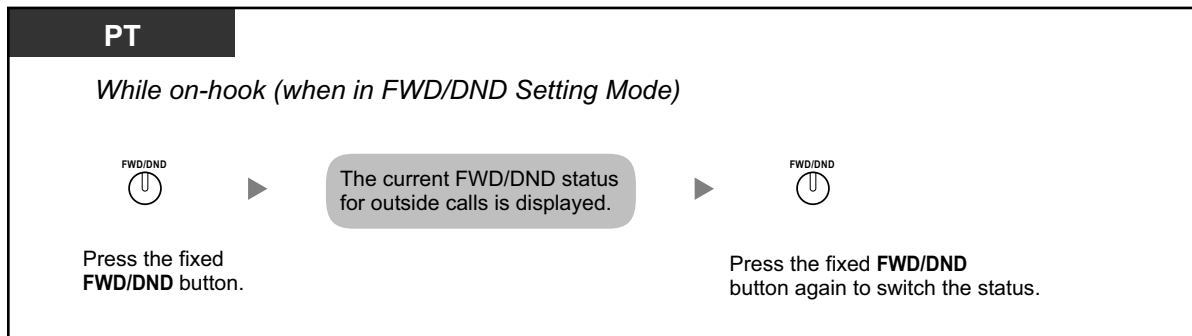 PT
While on-hook (when in FWD/DND Setting Mode)
FWD/DND
The current FWD/DND status
for outside calls is displayed.
FWD/DND
Press the fixed
FWD/DND button.
Press the fixed FWD/DND
button again to switch the status.